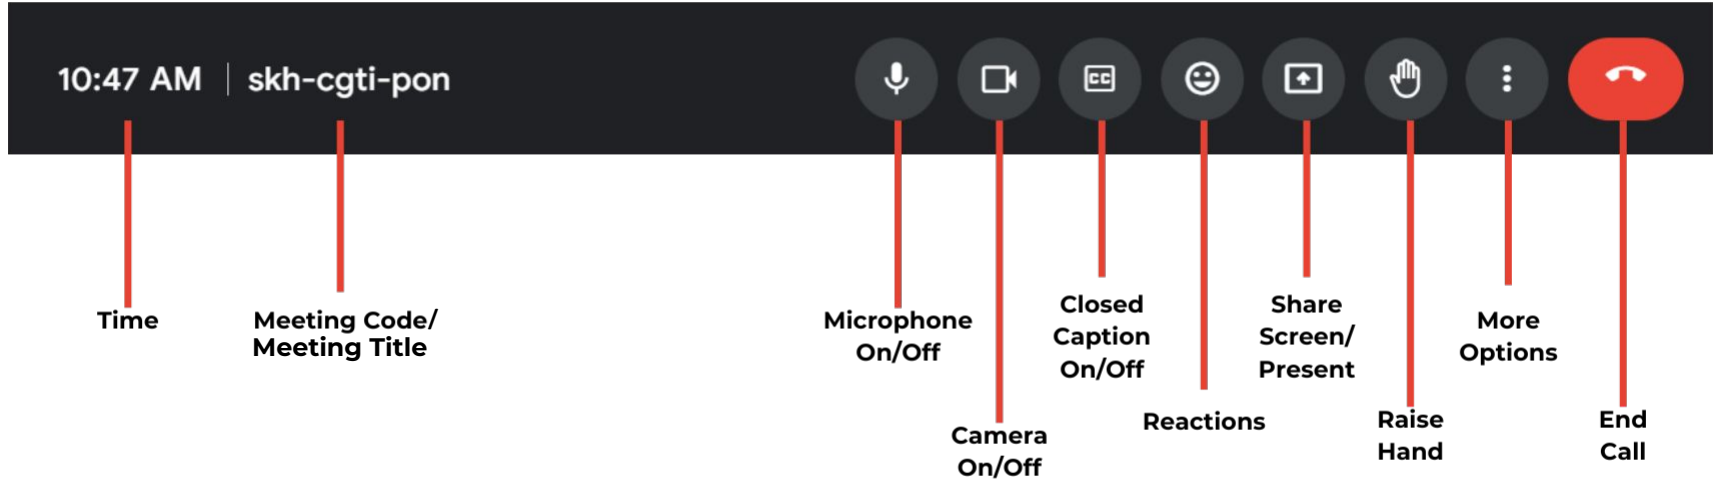 10:47 AM | skh-cgti-pon
CC
Time
Meeting Code/
Meeting Title
Microphone
On/Off
Camera
On/Off
Closed
Caption
On/Off
Reactions
Share
Screen/
Present
Raise
Hand
More
Options
End
Call